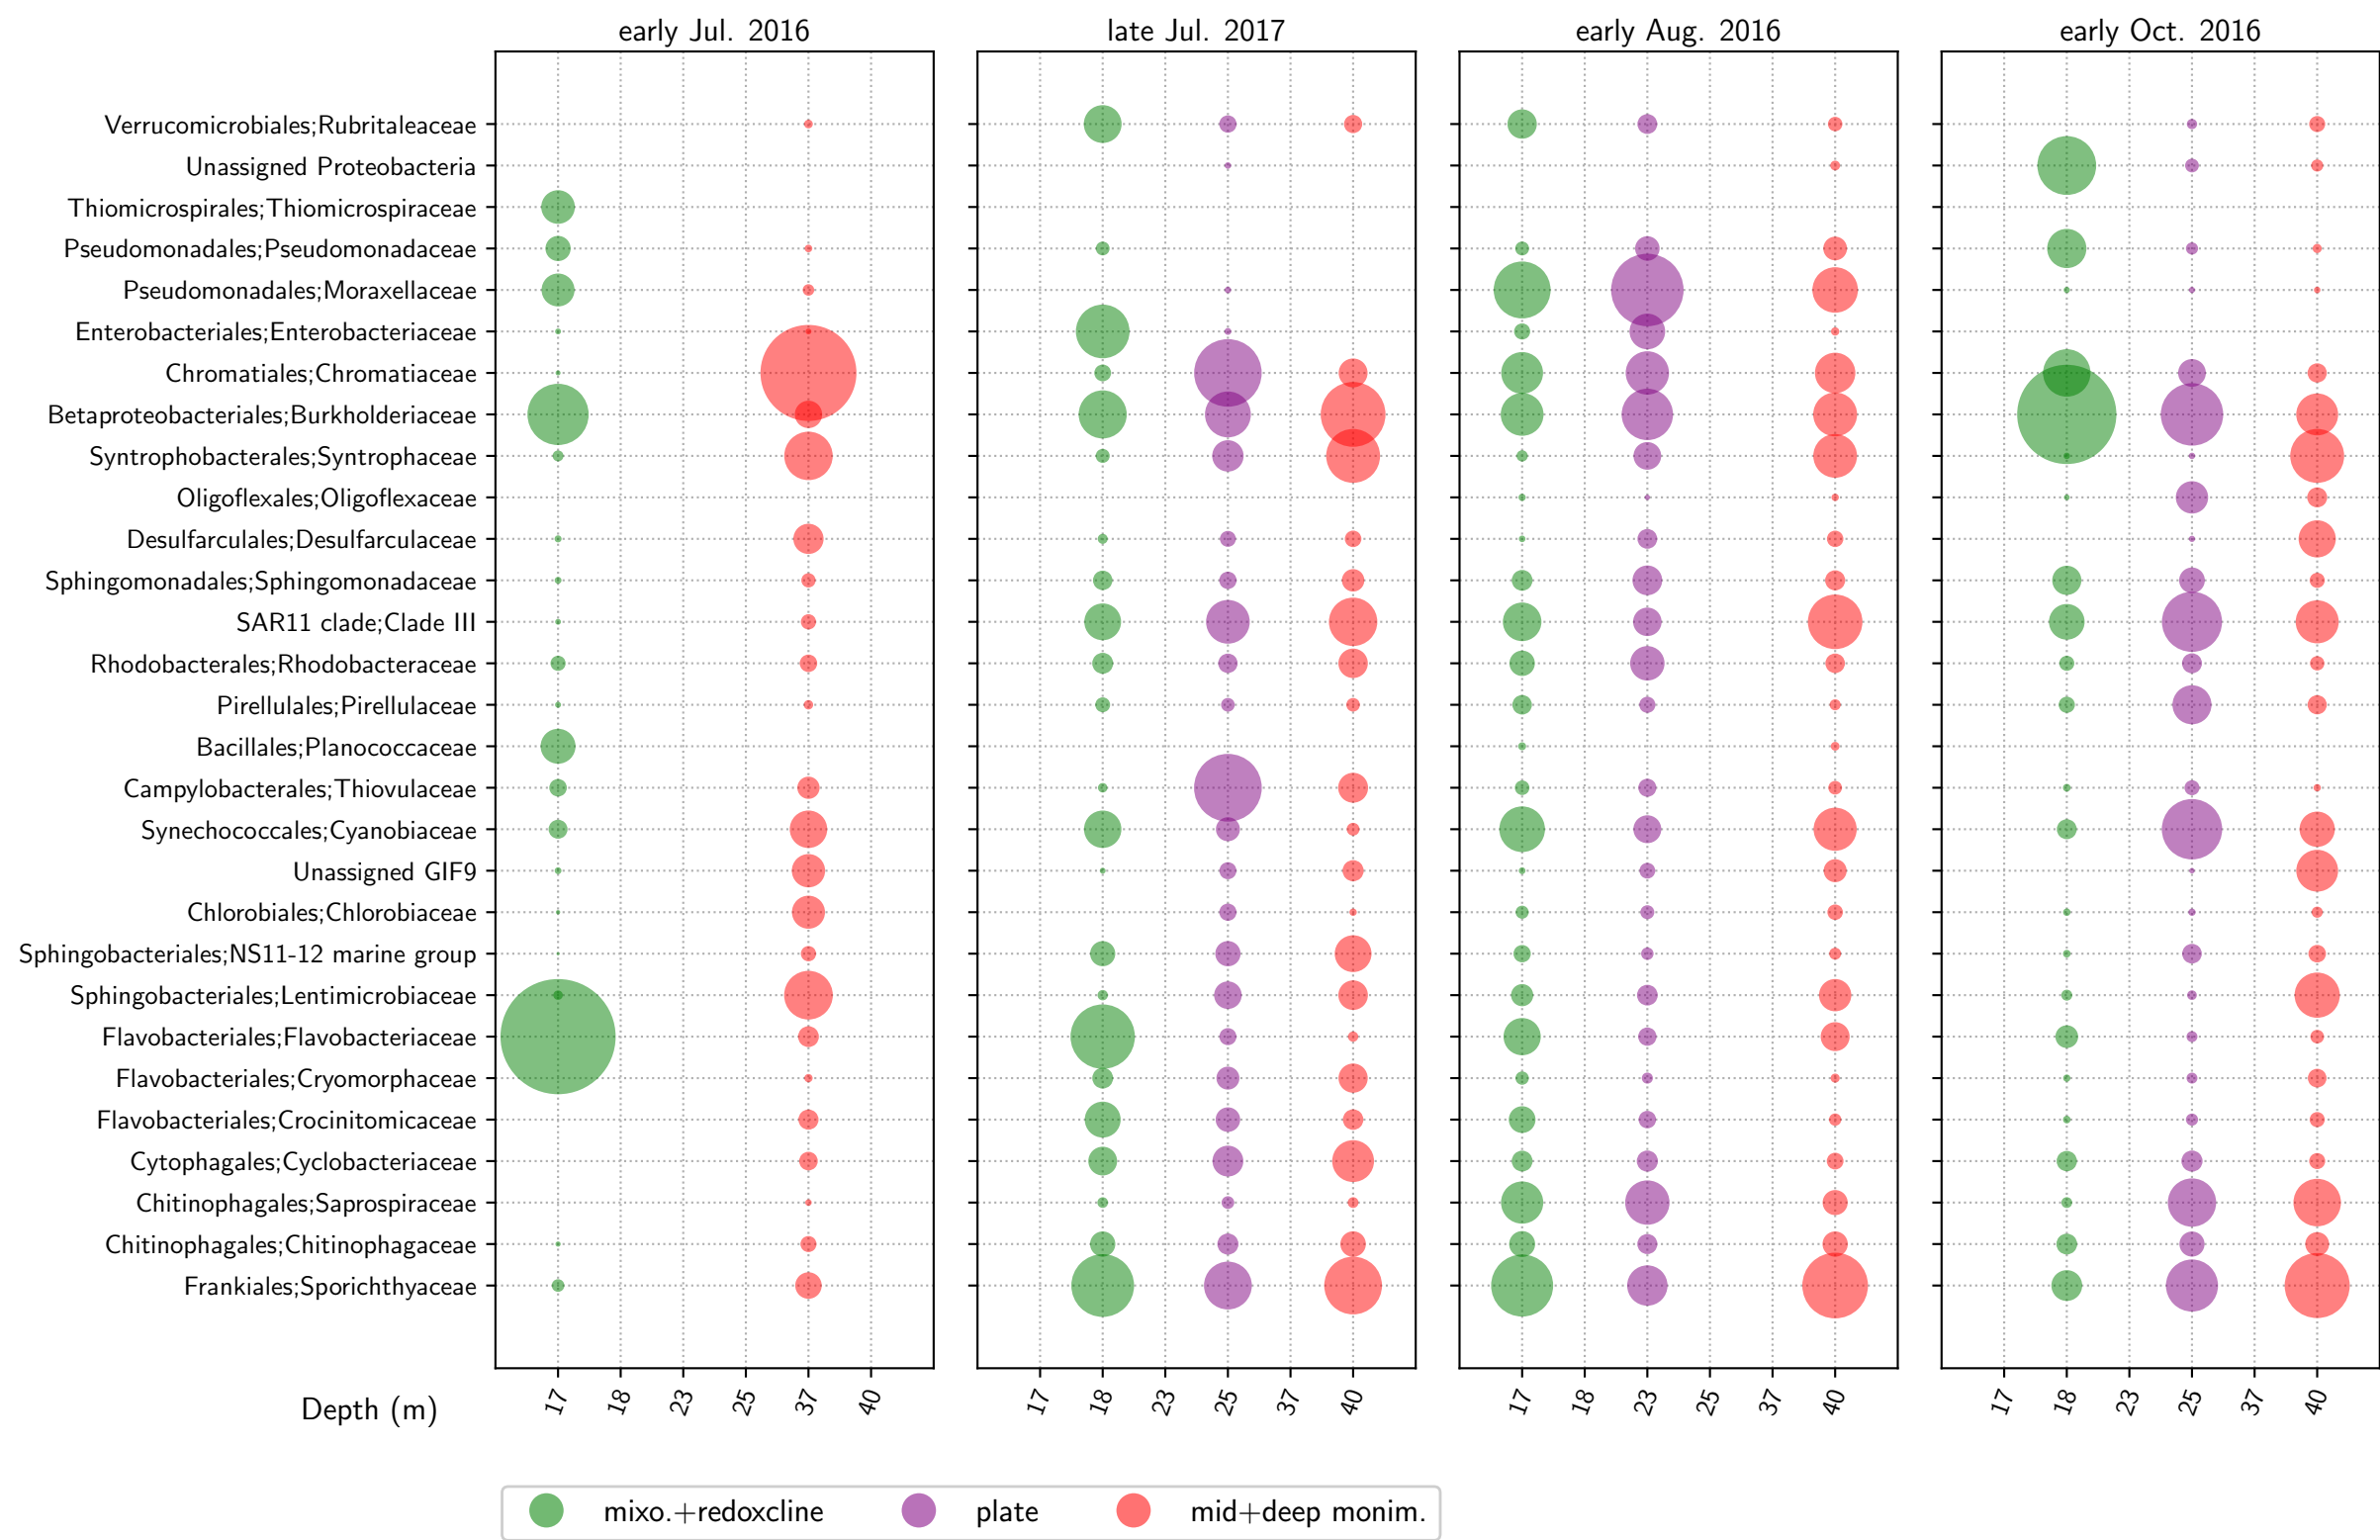 early Jul. 2016
late Jul. 2017
early Aug. 2016
early Oct. 2016
Verrucomicrobiales;Rubritaleaceae
Unassigned Proteobacteria
Thiomicrospirales;Thiomicrospiraceae
Pseudomonadales;Pseudomonadaceae
Pseudomonadales;Moraxellaceae
Enterobacteriales;Enterobacteriaceae
Chromatiales;Chromatiaceae
Betaproteobacteriales;Burkholderiaceae
Syntrophobacterales;Syntrophaceae
Oligoflexales;Oligoflexaceae
Desulfarculales;Desulfarculaceae
Sphingomonadales;Sphingomonadaceae
SAR11 clade;Clade III
Rhodobacterales;Rhodobacteraceae
Pirellulales;Pirellulaceae
Bacillales;Planococcaceae
Campylobacterales;Thiovulaceae
Synechococcales;Cyanobiaceae
Unassigned GIF9
Chlorobiales;Chlorobiaceae
Sphingobacteriales;NS11-12 marine group
Sphingobacteriales;Lentimicrobiaceae
Flavobacteriales;Flavobacteriaceae
Flavobacteriales;Cryomorphaceae
Flavobacteriales;Crocinitomicaceae
Cytophagales;Cyclobacteriaceae
Chitinophagales;Saprospiraceae
Chitinophagales;Chitinophagaceae
Frankiales;Sporichthyaceae
Depth (m)
17 18 23 25 37 40
17 18 23 25 37 40
17 18 23 25 37 40
17 18 23 25 37 40
mixo.+redoxcline
plate
mid+deep monim.